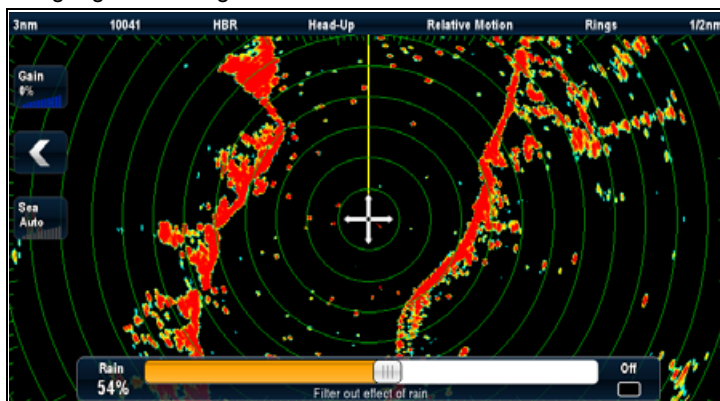 3nm 10041 HBR Head-Up Relative Motion Rings 1/2nm
Gain
0%
Sea
Auto
Rain
54%
Filter out effect of rain
Off